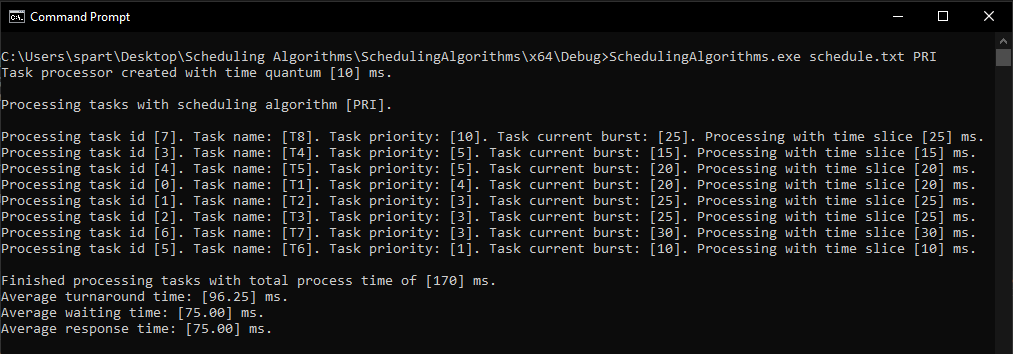 Command Prompt
C:\Users\spart\Desktop\Scheduling Algorithms\SchedulingAlgorithms\x64\Debug>SchedulingAlgorithms.exe schedule.txt PRI
Task processor created with time quantum [10] ms.
Processing tasks with scheduling algorithm [PRI].
Processing task id [7]. Task name: [T8]. Task priority: [10]. Task current burst: [25]. Processing with time slice [25] ms.
Processing task id [3]. Task name: [T4]. Task priority: [5]. Task current burst: [15]. Processing with time slice [15] ms.
Processing task id [4]. Task name: [T5]. Task priority: [5]. Task current burst: [20]. Processing with time slice [20] ms.
Processing task id [0]. Task name: [T1]. Task priority: [4]. Task current burst: [20]. Processing with time slice [20] ms.
Processing task id [1]. Task name: [T2]. Task priority: [3]. Task current burst: [25]. Processing with time slice [25] ms.
Processing task id [2]. Task name: [T3]. Task priority: [3]. Task current burst: [25]. Processing with time slice [25] ms.
Processing task id [6]. Task name: [T7]. Task priority: [3]. Task current burst: [30]. Processing with time slice [30] ms.
Processing task id [5]. Task name: [T6]. Task priority: [1]. Task current burst: [10]. Processing with time slice [10] ms.
Finished processing tasks with total process time of [170] ms.
Average turnaround time: [96.25] ms.
Average waiting time: [75.00] ms.
Average response time: [75.00] ms.